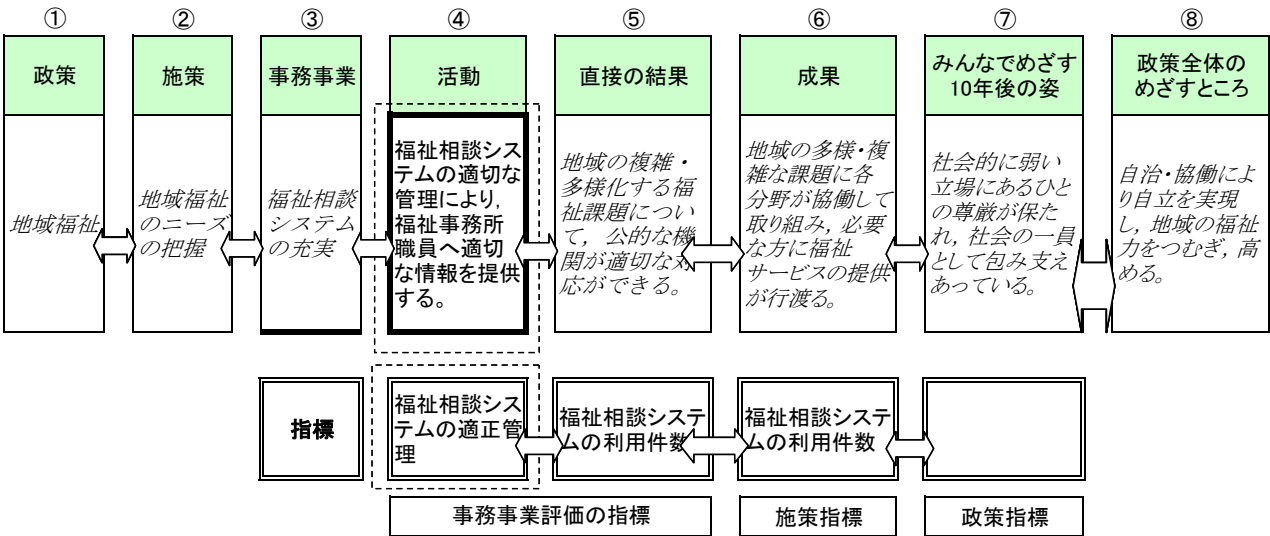 ①
②
③
④
⑤
⑥
⑦
⑧
政策
施策
事務事業
活動
直接の結果
成果
みんなでめざす
10年後の姿
政策全体の
めざすところ
地域福祉
地域福祉
のニーズ
の把握
福祉相談
システム
の充実
福祉相談シス
テムの適切な
管理により,
福祉事務所
職員へ適切
な情報を提供
する。
地域の複雑・
多様化する福
祉課題につい
て, 公的な機
関が適切な対
応ができる。
地域の多様・複
雑な課題に各
分野が協働して
取り組み, 必要
な方に福祉
サービスの提供
が行渡る。
社会的に弱い
立場にあるひと
の尊厳が保た
れ, 社会の一員
として包み支え
あっている。
自治・協働によ
り自立を実現
し, 地域の福祉
力をつむぎ, 高
める。
指標
福祉相談シス
テムの適正管
理
福祉相談システ
ムの利用件数
福祉相談システ
ムの利用件数
事務事業評価の指標
施策指標
政策指標